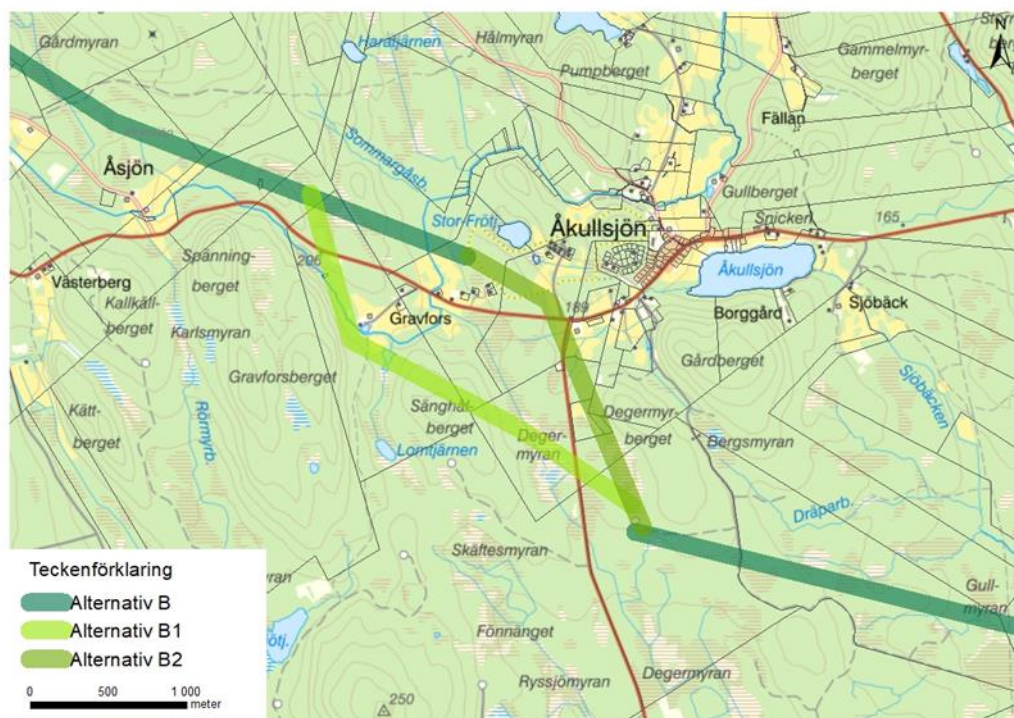 Gårdmyran
Haratjärnen
Hålmyran
Pumpberget
Gammelmyr-
berget
N
Fällan
Sommargåsb.
Åsjön
Stor-Frötj.
Åkullsjön
Gullberget
Snicken
165
Västerberg
Spänning-
berget
206
Åkullsjön
Kallkäll-
berget
Karlsmyran
Gravfors
189
Borggård
Sjöbäck
Gravforsberget
Gårdberget
Sjöbäcken
Kätt-
berget
Rörmyrb.
Sånghäl-
berget
Deger-
myran
Degermyr-
berget
Bergsmyran
Lomtjärnen
Dräparb.
Skäftesmyran
Gull-
myran
Fönnänget
Ryssjömyran
Degermyran
250
Teckenförklaring
Alternativ B
Alternativ B1
Alternativ B2
0 500 1 000
meter